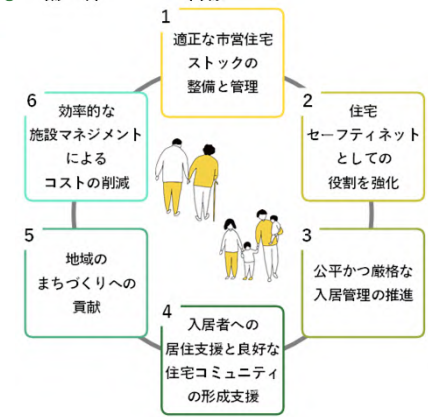 1
適正な市営住宅
ストックの
整備と管理
2
住宅
セーフティネット
としての
役割を強化
3
公平かつ厳格な
入居管理の推進
4
入居者への
居住支援と良好な
住宅コミュニティ
の形成支援
5
地域の
まちづくりへの
貢献
6
効率的な
施設マネジメント
による
コストの削減